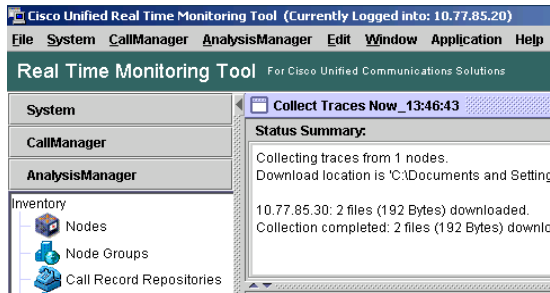 Cisco Unified Real Time Monitoring Tool (Currently Logged into: 10.77.85.20)
File System CallManager AnalysisManager Edit Window Application Help
Real Time Monitoring Tool For Cisco Unified Communications Solutions
System
CallManager
AnalysisManager
Inventory
Nodes
Node Groups
Call Record Repositories
Collect Traces Now_13:46:43
Status Summary:
Collecting traces from 1 nodes.
Download location is 'C:\Documents and Setting
10.77.85.30: 2 files (192 Bytes) downloaded.
Collection completed: 2 files (192 Bytes) downlo